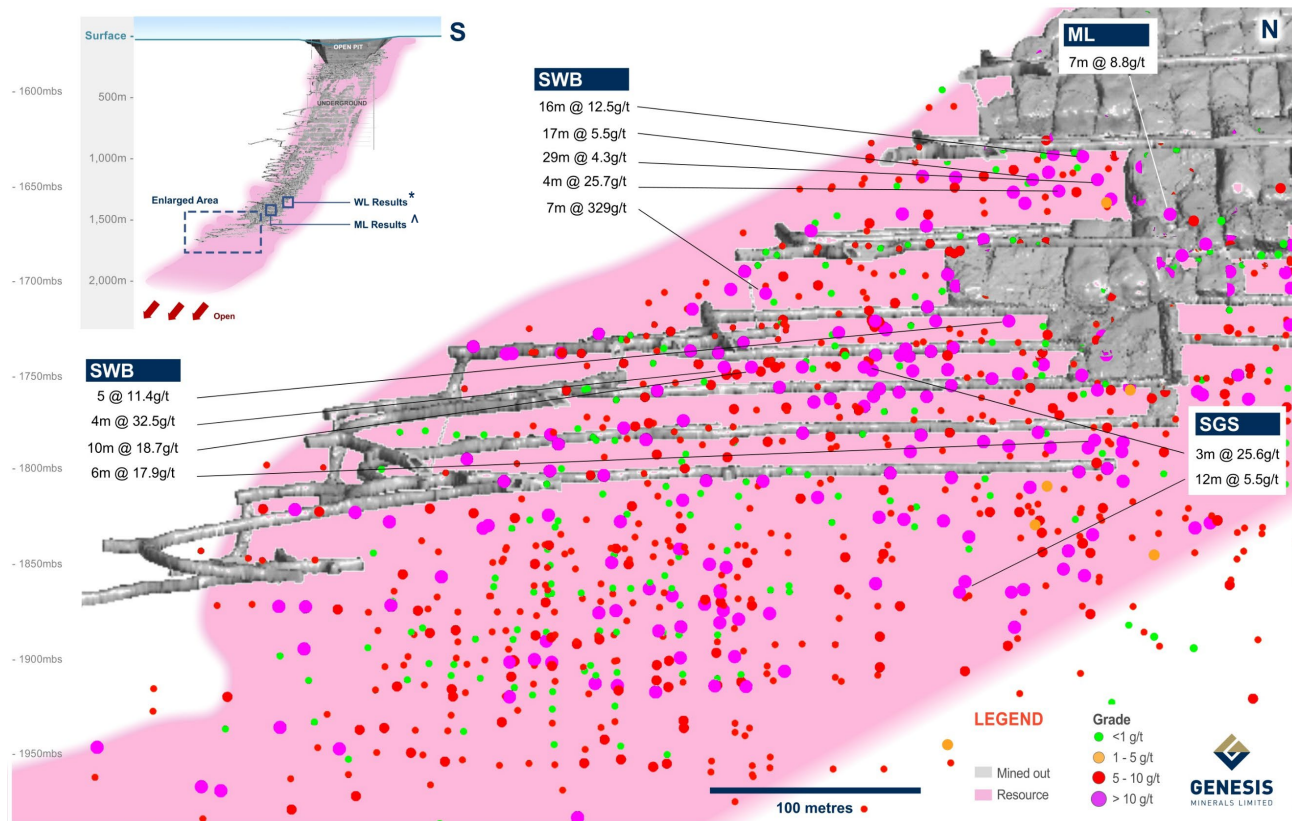 S
N
Surface -
OPEN PIT
UNDERGROUND
500m -
1,000m -
1,500m -
2,000m -
Enlarged Area
WL Results*
ML Results ^
Open
- 1600mbs
- 1650mbs
- 1700mbs
- 1750mbs
- 1800mbs
- 1850mbs
- 1900mbs
- 1950mbs
SWB
16m @ 12.5g/t
17m @ 5.5g/t
29m @ 4.3g/t
4m @ 25.7g/t
7m @ 329g/t
ML
7m @ 8.8g/t
SWB
5 @ 11.4g/t
4m @ 32.5g/t
10m @ 18.7g/t
6m @ 17.9g/t
SGS
3m @ 25.6g/t
12m @ 5.5g/t
100 metres
LEGEND
Mined out
Resource
Grade
<1 g/t
1 - 5 g/t
5 - 10 g/t
> 10 g/t
GENESIS
MINERALS LIMITED